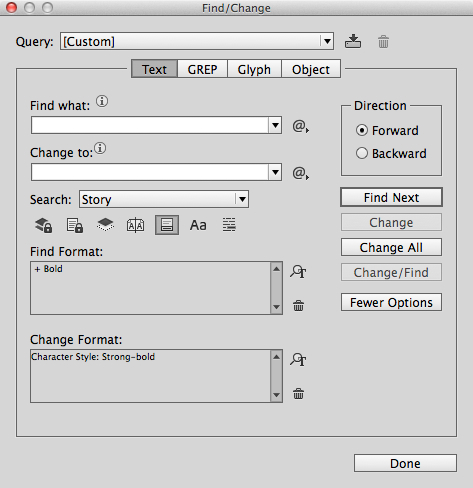 Find/Change
Query: [Custom]
Text GREP Glyph Object
Find what:
Direction
Forward
Backward
@
Change to:
@
Search: Story
Find Next
Change
Change All
Change/Find
Fewer Options
A A
Aa
Find Format:
+ Bold
T
Change Format:
Character Style: Strong-bold
T
Done